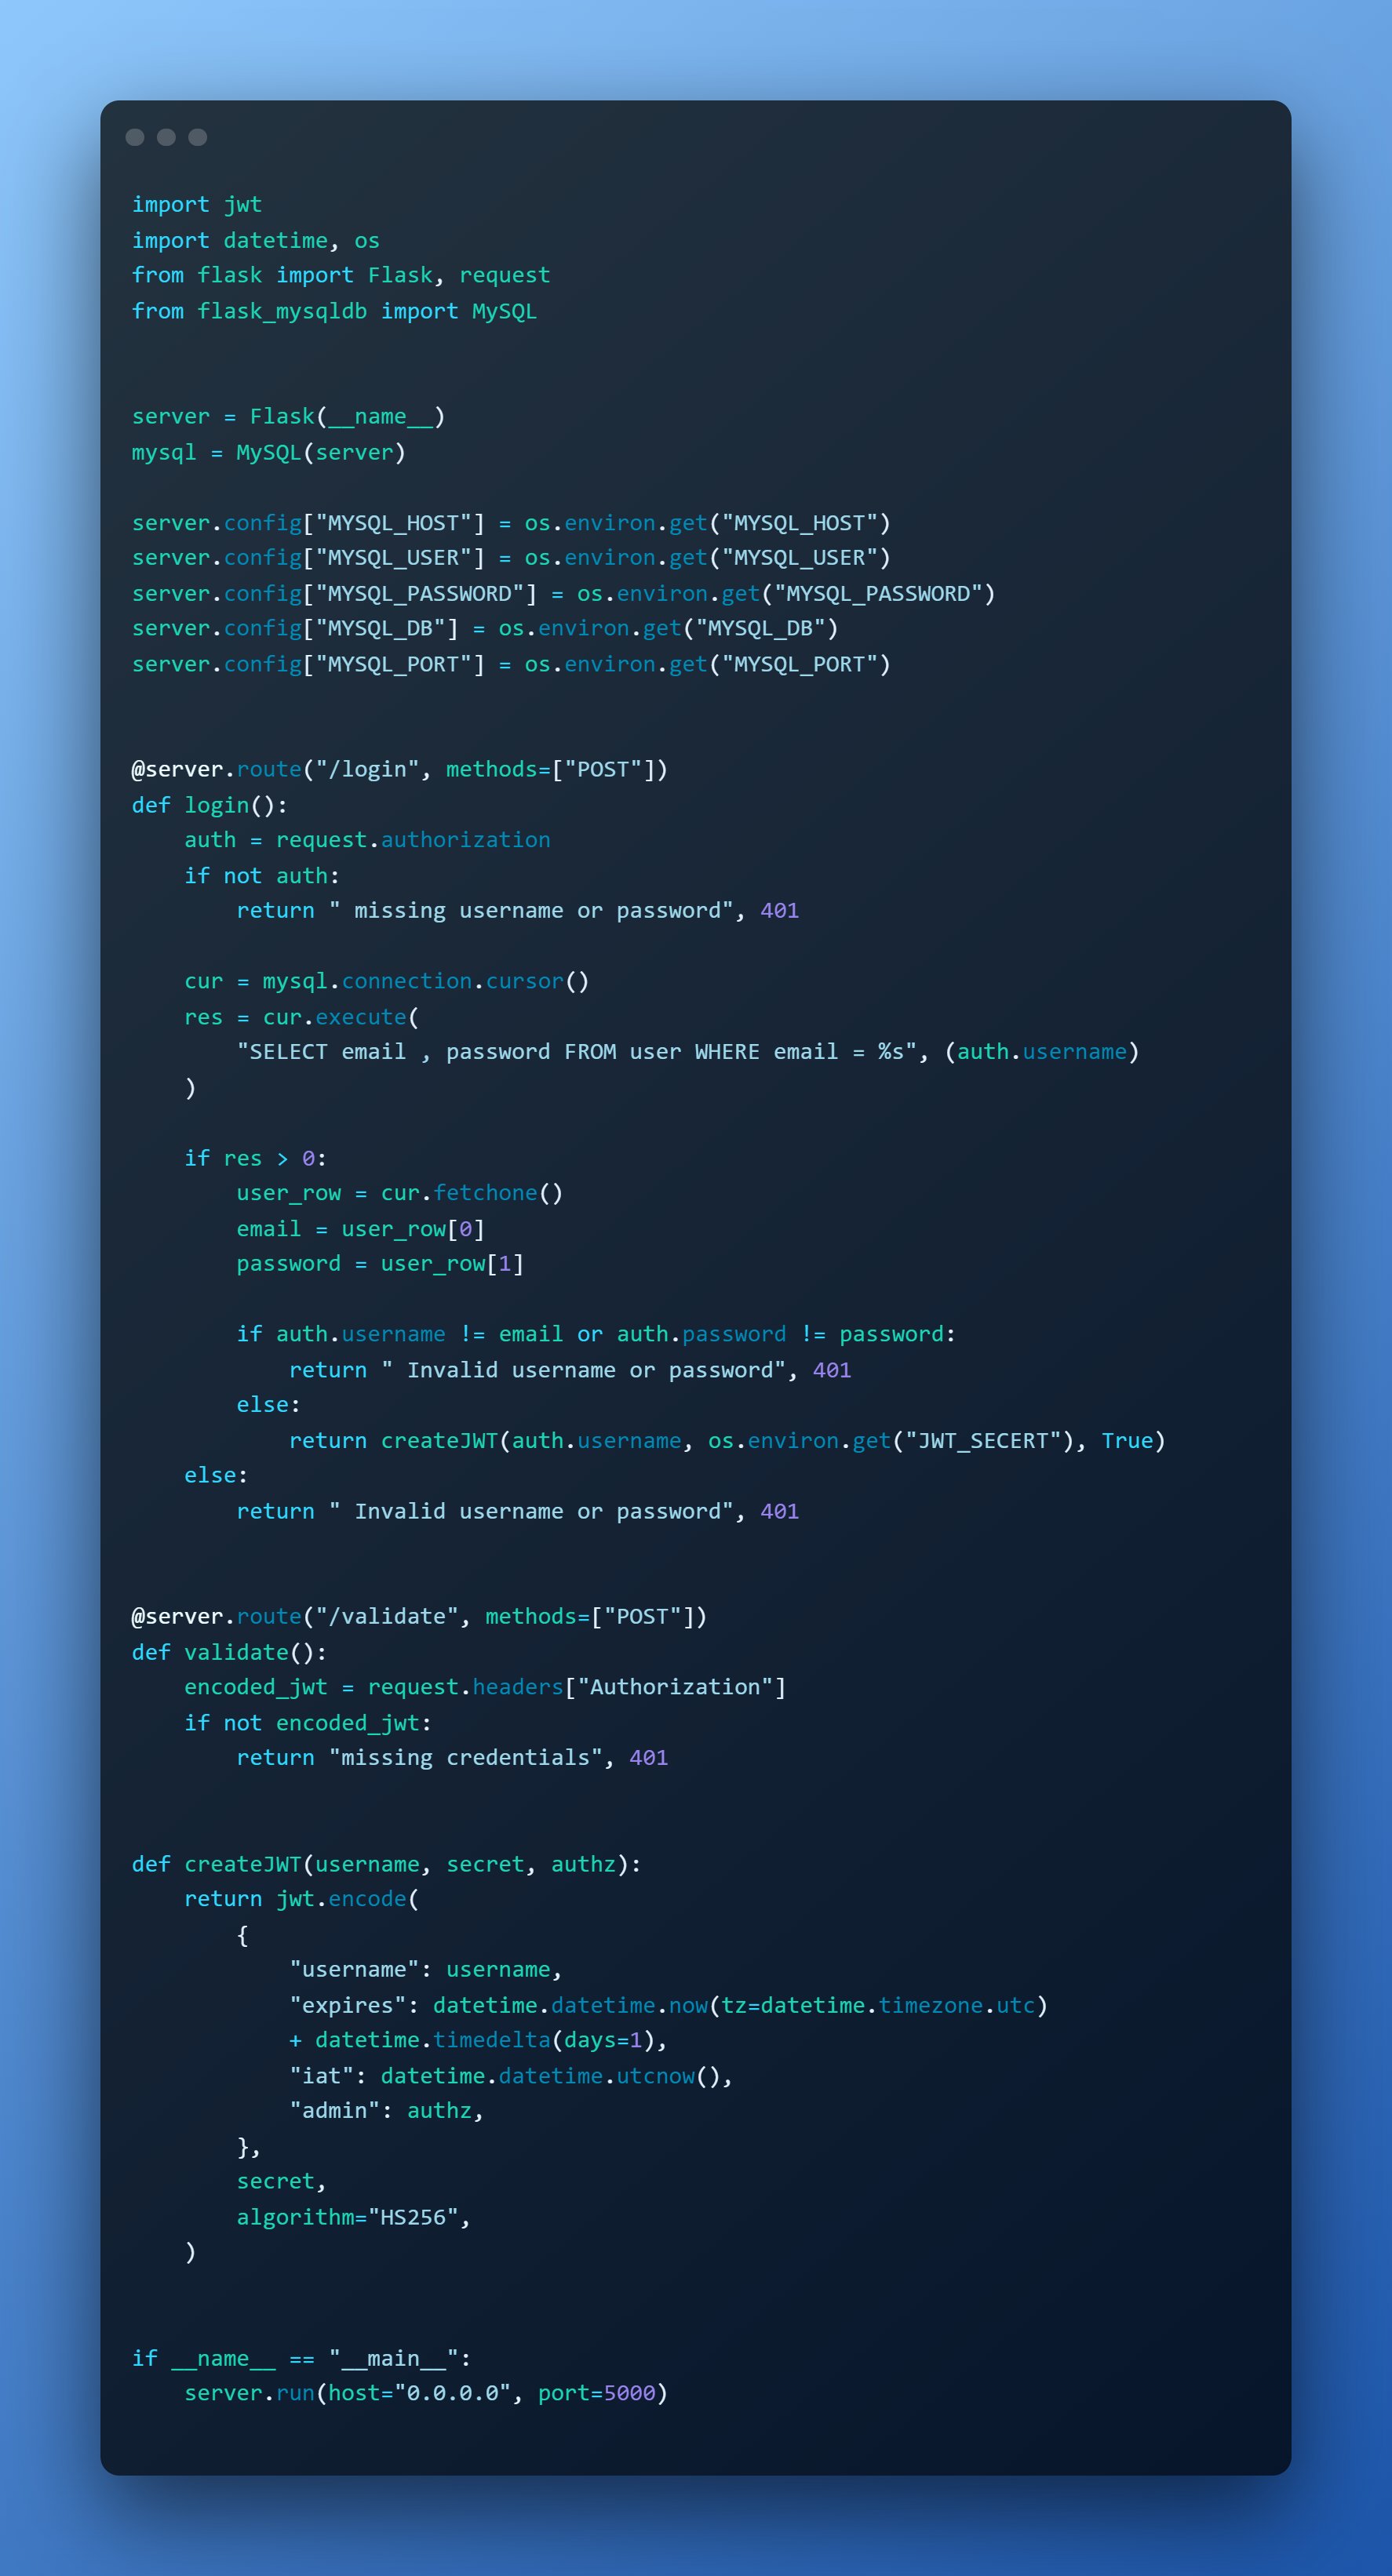 import jwt
import datetime, os
from flask import Flask, request
from flask_mysqldb import MySQL


server = Flask(__name__)
mysql = MySQL(server)

server.config["MYSQL_HOST"] = os.environ.get("MYSQL_HOST")
server.config["MYSQL_USER"] = os.environ.get("MYSQL_USER")
server.config["MYSQL_PASSWORD"] = os.environ.get("MYSQL_PASSWORD")
server.config["MYSQL_DB"] = os.environ.get("MYSQL_DB")
server.config["MYSQL_PORT"] = os.environ.get("MYSQL_PORT")


@server.route("/login", methods=["POST"])
def login():
    auth = request.authorization
    if not auth:
        return " missing username or password", 401

    cur = mysql.connection.cursor()
    res = cur.execute(
        "SELECT email , password FROM user WHERE email = %s", (auth.username)
    )

    if res > 0:
        user_row = cur.fetchone()
        email = user_row[0]
        password = user_row[1]

        if auth.username != email or auth.password != password:
            return " Invalid username or password", 401
        else:
            return createJWT(auth.username, os.environ.get("JWT_SECERT"), True)
    else:
        return " Invalid username or password", 401


@server.route("/validate", methods=["POST"])
def validate():
    encoded_jwt = request.headers["Authorization"]
    if not encoded_jwt:
        return "missing credentials", 401


def createJWT(username, secret, authz):
    return jwt.encode(
        {
            "username": username,
            "expires": datetime.datetime.now(tz=datetime.timezone.utc)
            + datetime.timedelta(days=1),
            "iat": datetime.datetime.utcnow(),
            "admin": authz,
        },
        secret,
        algorithm="HS256",
    )


if __name__ == "__main__":
    server.run(host="0.0.0.0", port=5000)